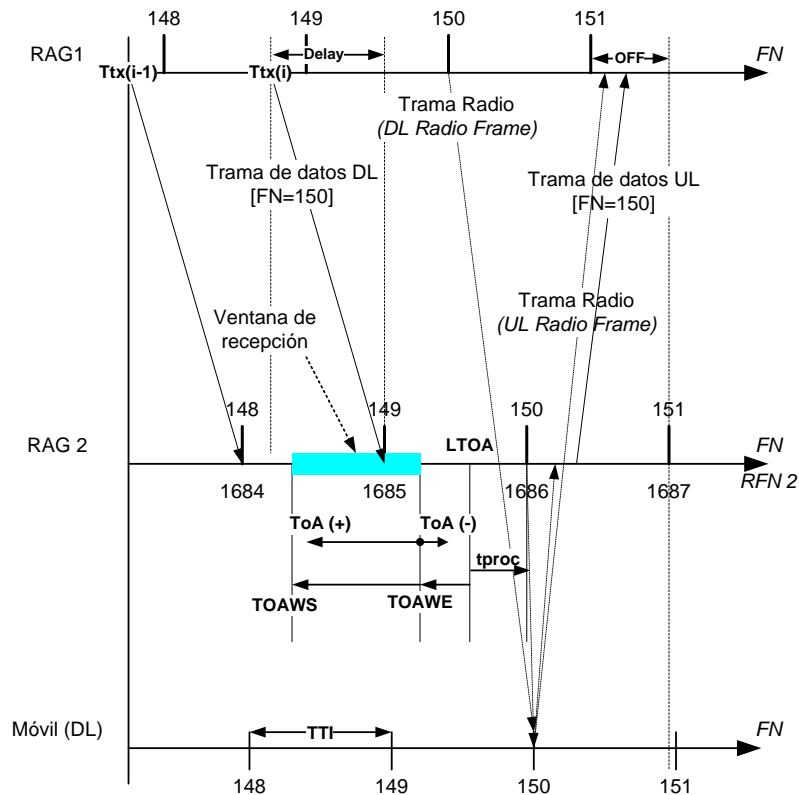 148 149 150 151
RAG1 Delay OFF FN
Ttx(i-1) Ttx(i)
Trama Radio
(DL Radio Frame)
Trama de datos DL
[FN=150]
Trama de datos UL
[FN=150]
Trama Radio
(UL Radio Frame)
Ventana de
recepción
148 149 150 151
RAG 2 LTOA FN
1684 1685 1686 1687 RFN 2
ToA (+) ToA (-)
tproc
TOAWS TOAWE
Móvil (DL) TTI FN
148 149 150 151